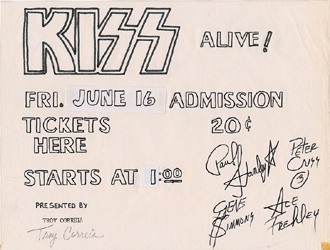 KISS ALIVE!
FRI. JUNE 16 ADMISSION
TICKETS 20¢
HERE
STARTS AT 1:00
Paul Stanley
Peter Criss
Gene Simmons
Ace Frehley
PRESENTED BY
TROY CORREIA
Troy Correia